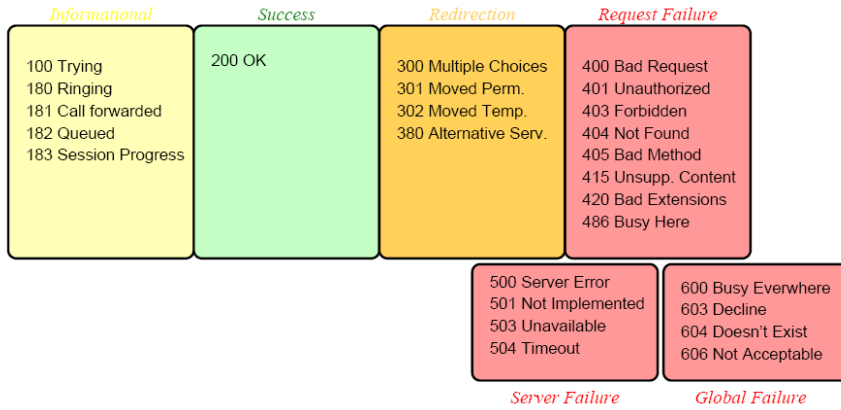 Informational
100 Trying
180 Ringing
181 Call forwarded
182 Queued
183 Session Progress
Success
200 OK
Redirection
300 Multiple Choices
301 Moved Perm.
302 Moved Temp.
380 Alternative Serv.
Request Failure
400 Bad Request
401 Unauthorized
403 Forbidden
404 Not Found
405 Bad Method
415 Unsupp. Content
420 Bad Extensions
486 Busy Here
500 Server Error
501 Not Implemented
503 Unavailable
504 Timeout
Server Failure
600 Busy Everwhere
603 Decline
604 Doesn't Exist
606 Not Acceptable
Global Failure